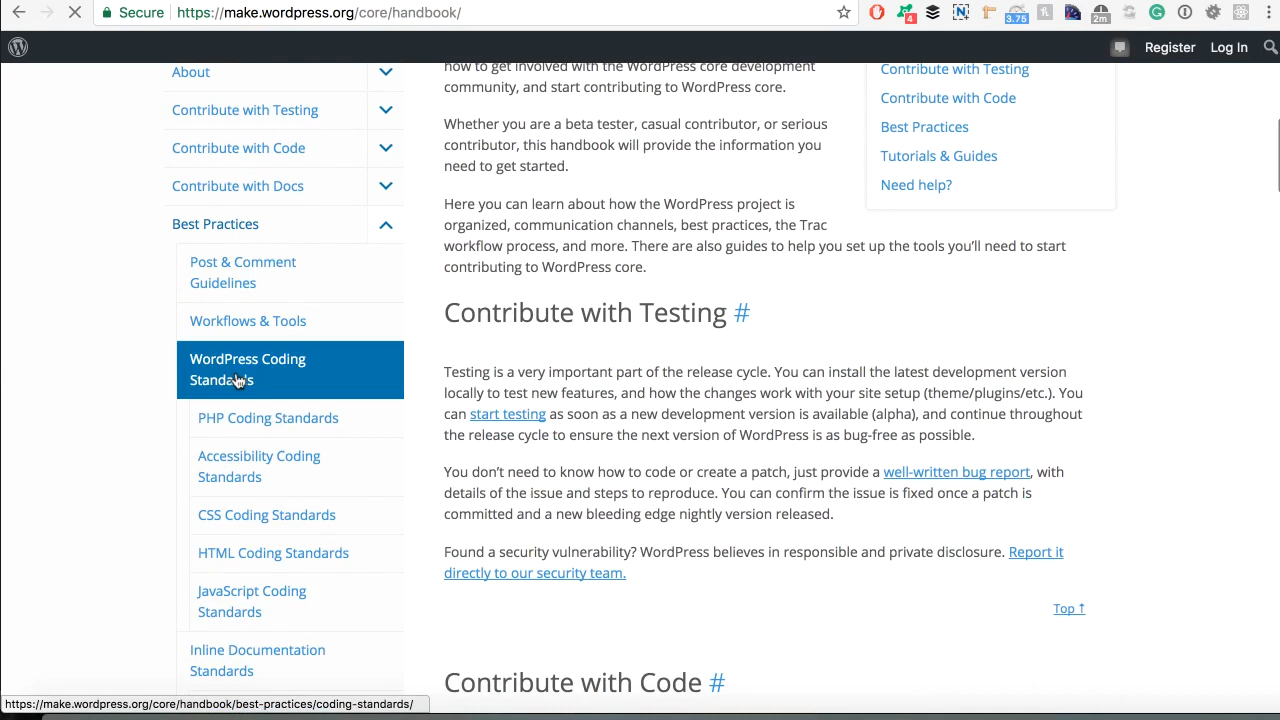 Secure
https://make.wordpress.org/core/handbook/
4
3.75
2m
Register
Log In
About
Contribute with Testing
Contribute with Code
Contribute with Docs
Best Practices
Post & Comment
Guidelines
Workflows & Tools
WordPress Coding
Standards
PHP Coding Standards
Accessibility Coding
Standards
CSS Coding Standards
HTML Coding Standards
JavaScript Coding
Standards
Inline Documentation
Standards
how to get involved with the WordPress core development
community, and start contributing to WordPress core.
Whether you are a beta tester, casual contributor, or serious
contributor, this handbook will provide the information you
need to get started.
Here you can learn about how the WordPress project is
organized, communication channels, best practices, the Trac
workflow process, and more. There are also guides to help you set up the tools you’ll need to start
contributing to WordPress core.
Contribute with Testing #
Testing is a very important part of the release cycle. You can install the latest development version
locally to test new features, and how the changes work with your site setup (theme/plugins/etc.). You
can start testing as soon as a new development version is available (alpha), and continue throughout
the release cycle to ensure the next version of WordPress is as bug-free as possible.
You don’t need to know how to code or create a patch, just provide a well-written bug report, with
details of the issue and steps to reproduce. You can confirm the issue is fixed once a patch is
committed and a new bleeding edge nightly version released.
Found a security vulnerability? WordPress believes in responsible and private disclosure. Report it
directly to our security team.
Top ↑
Contribute with Code #
Contribute with Testing
Contribute with Code
Best Practices
Tutorials & Guides
Need help?
https://make.wordpress.org/core/handbook/best-practices/coding-standards/